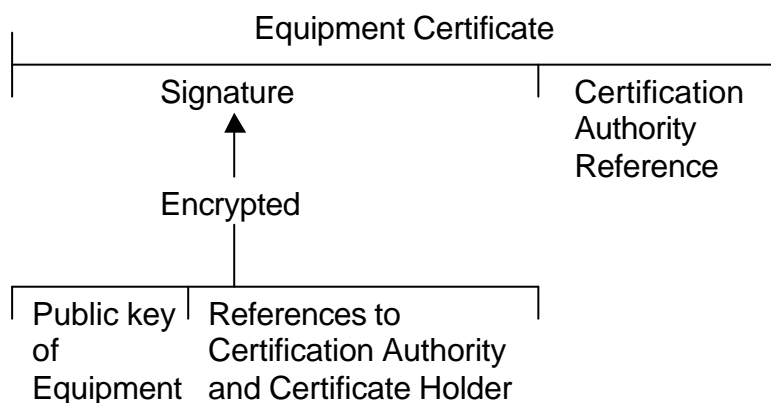 Equipment Certificate
Signature
Certification
Authority
Reference
Encrypted
Public key
of
Equipment
References to
Certification Authority
and Certificate Holder